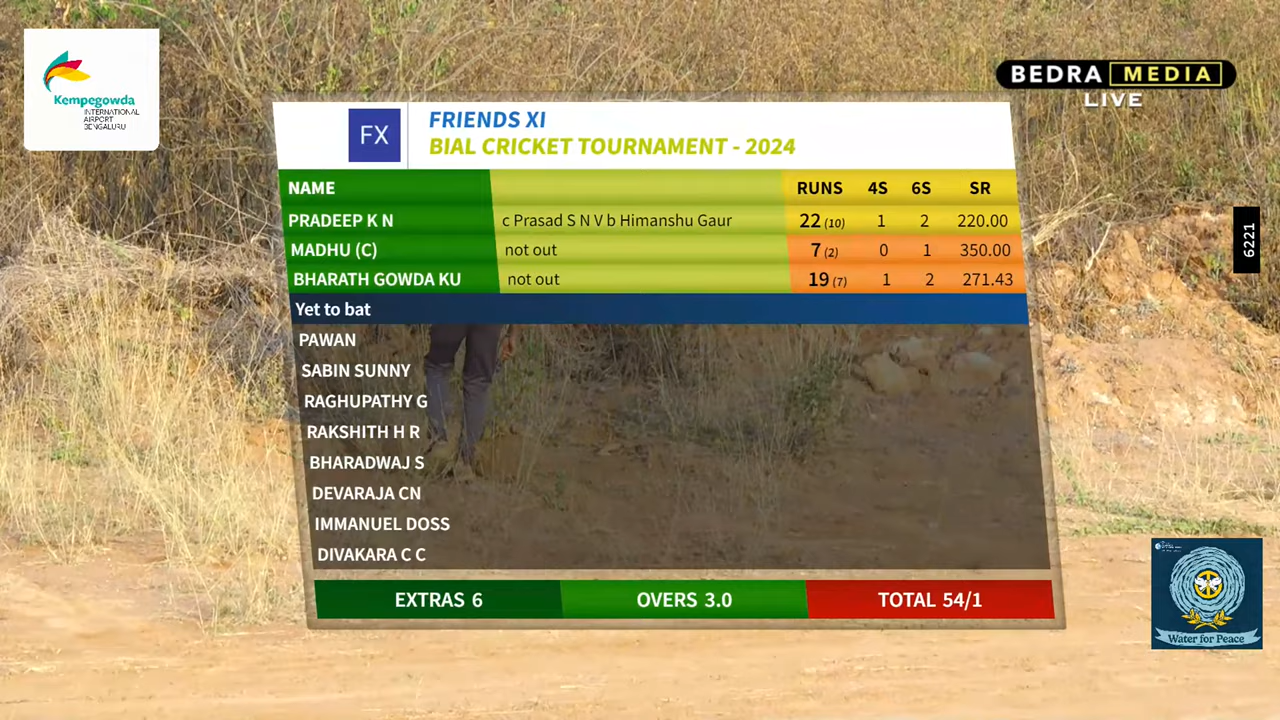 Kempegowda
INTERNATIONAL
AIRPORT
BENGALURU
BEDRA MEDIA
LIVE
FX
FRIENDS XI
BIAL CRICKET TOURNAMENT - 2024
NAME RUNS 4S 6S SR
PRADEEP K N c Prasad S N V b Himanshu Gaur 22 (10) 1 2 220.00
MADHU (C) not out 7 (2) 0 1 350.00
BHARATH GOWDA KU not out 19 (7) 1 2 271.43
Yet to bat
PAWAN
SABIN SUNNY
RAGHUPATHY G
RAKSHITH H R
BHARADWAJ S
DEVARAJA CN
IMMANUEL DOSS
DIVAKARA C C
EXTRAS 6 OVERS 3.0 TOTAL 54/1
6221
Water for Peace